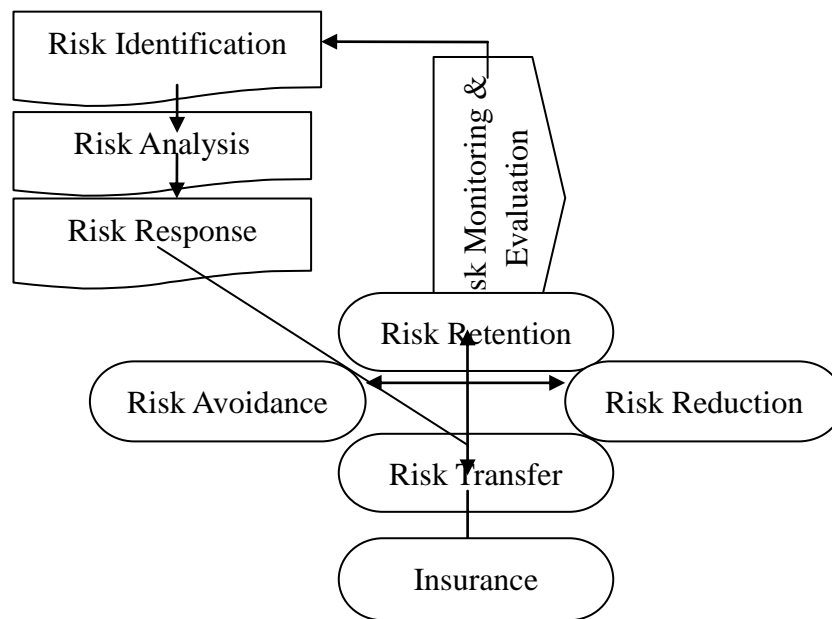 Risk Identification
Risk Analysis
Risk Response
sk Monitoring &
Evaluation
Risk Retention
Risk Avoidance
Risk Reduction
Risk Transfer
Insurance